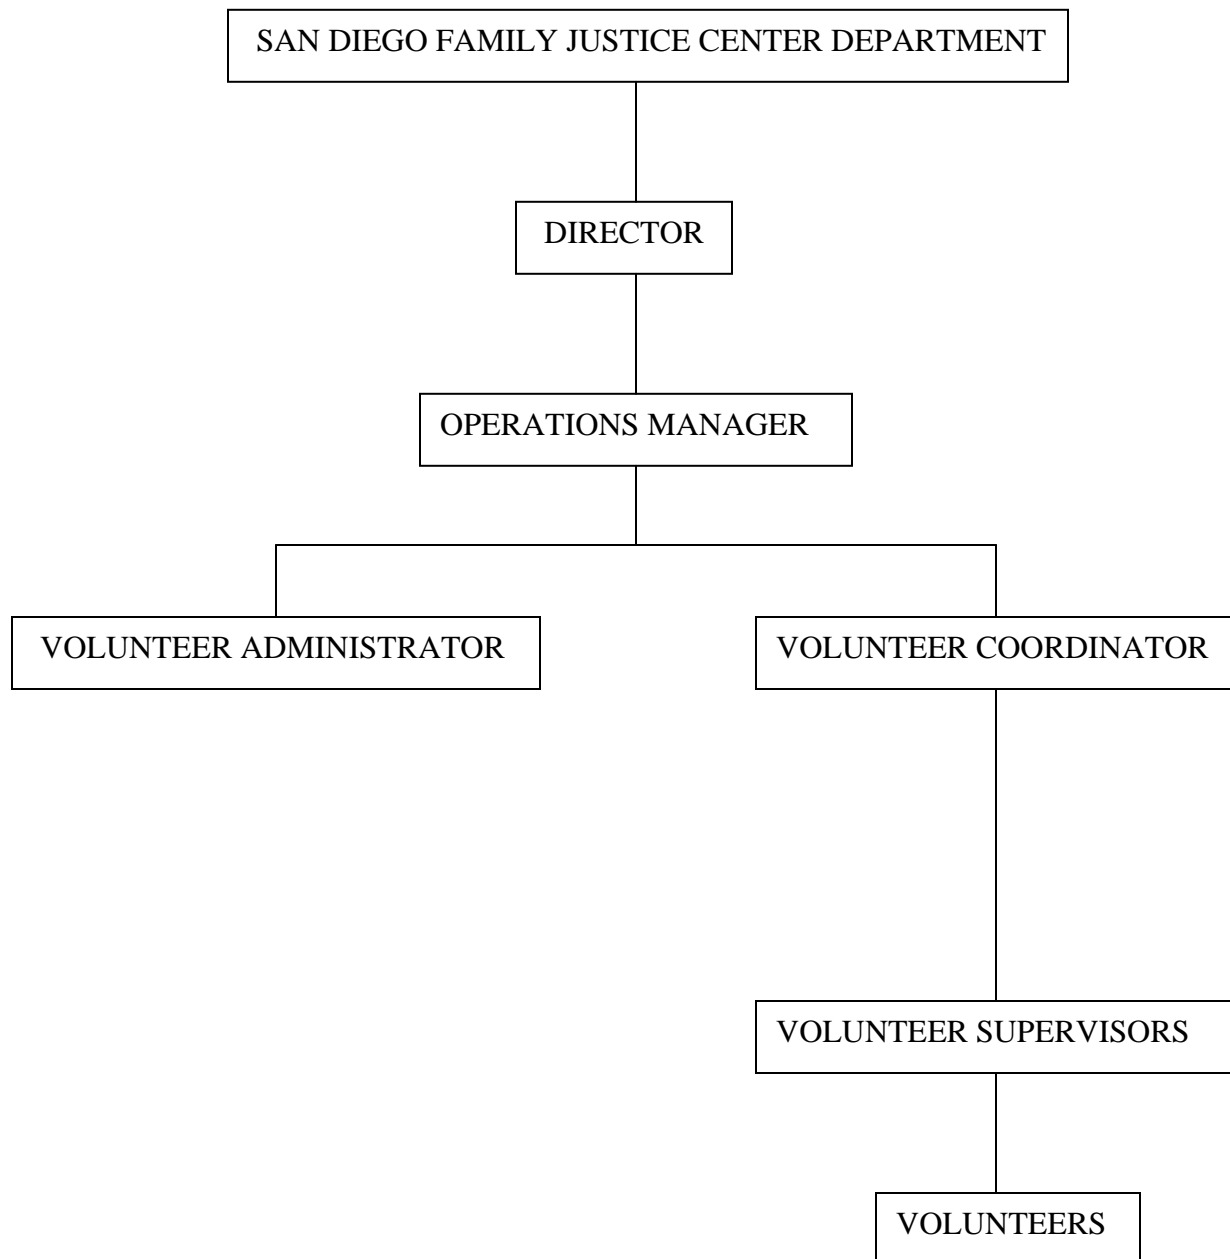 SAN DIEGO FAMILY JUSTICE CENTER DEPARTMENT
DIRECTOR
OPERATIONS MANAGER
VOLUNTEER ADMINISTRATOR
VOLUNTEER COORDINATOR
VOLUNTEER SUPERVISORS
VOLUNTEERS